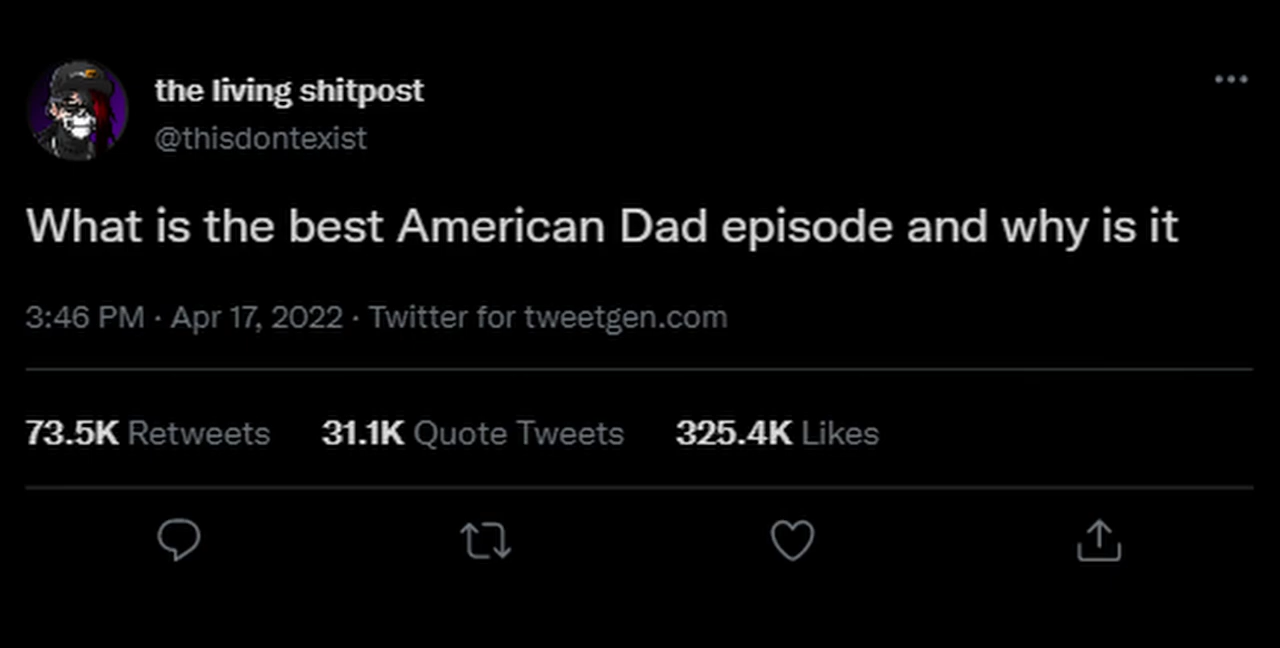 the living shitpost
@thisdontexist
What is the best American Dad episode and why is it
3:46 PM · Apr 17, 2022 · Twitter for tweetgen.com
73.5K Retweets 31.1K Quote Tweets 325.4K Likes